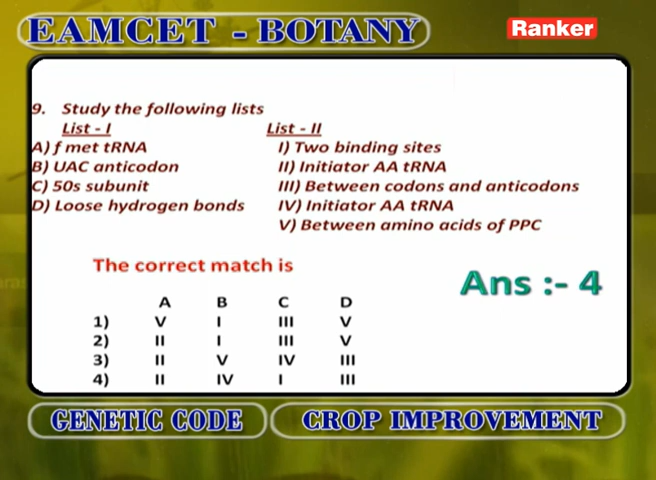 EAMCET - BOTANY
Ranker
9. Study the following lists
List - I List - II
A) f met tRNA I) Two binding sites
B) UAC anticodon II) Initiator AA tRNA
C) 50s subunit III) Between codons and anticodons
D) Loose hydrogen bonds IV) Initiator AA tRNA
V) Between amino acids of PPC
The correct match is
Ans :- 4
A B C D
1) V I III V
2) II I III V
3) II V IV III
4) II IV I III
GENETIC CODE CROP IMPROVEMENT